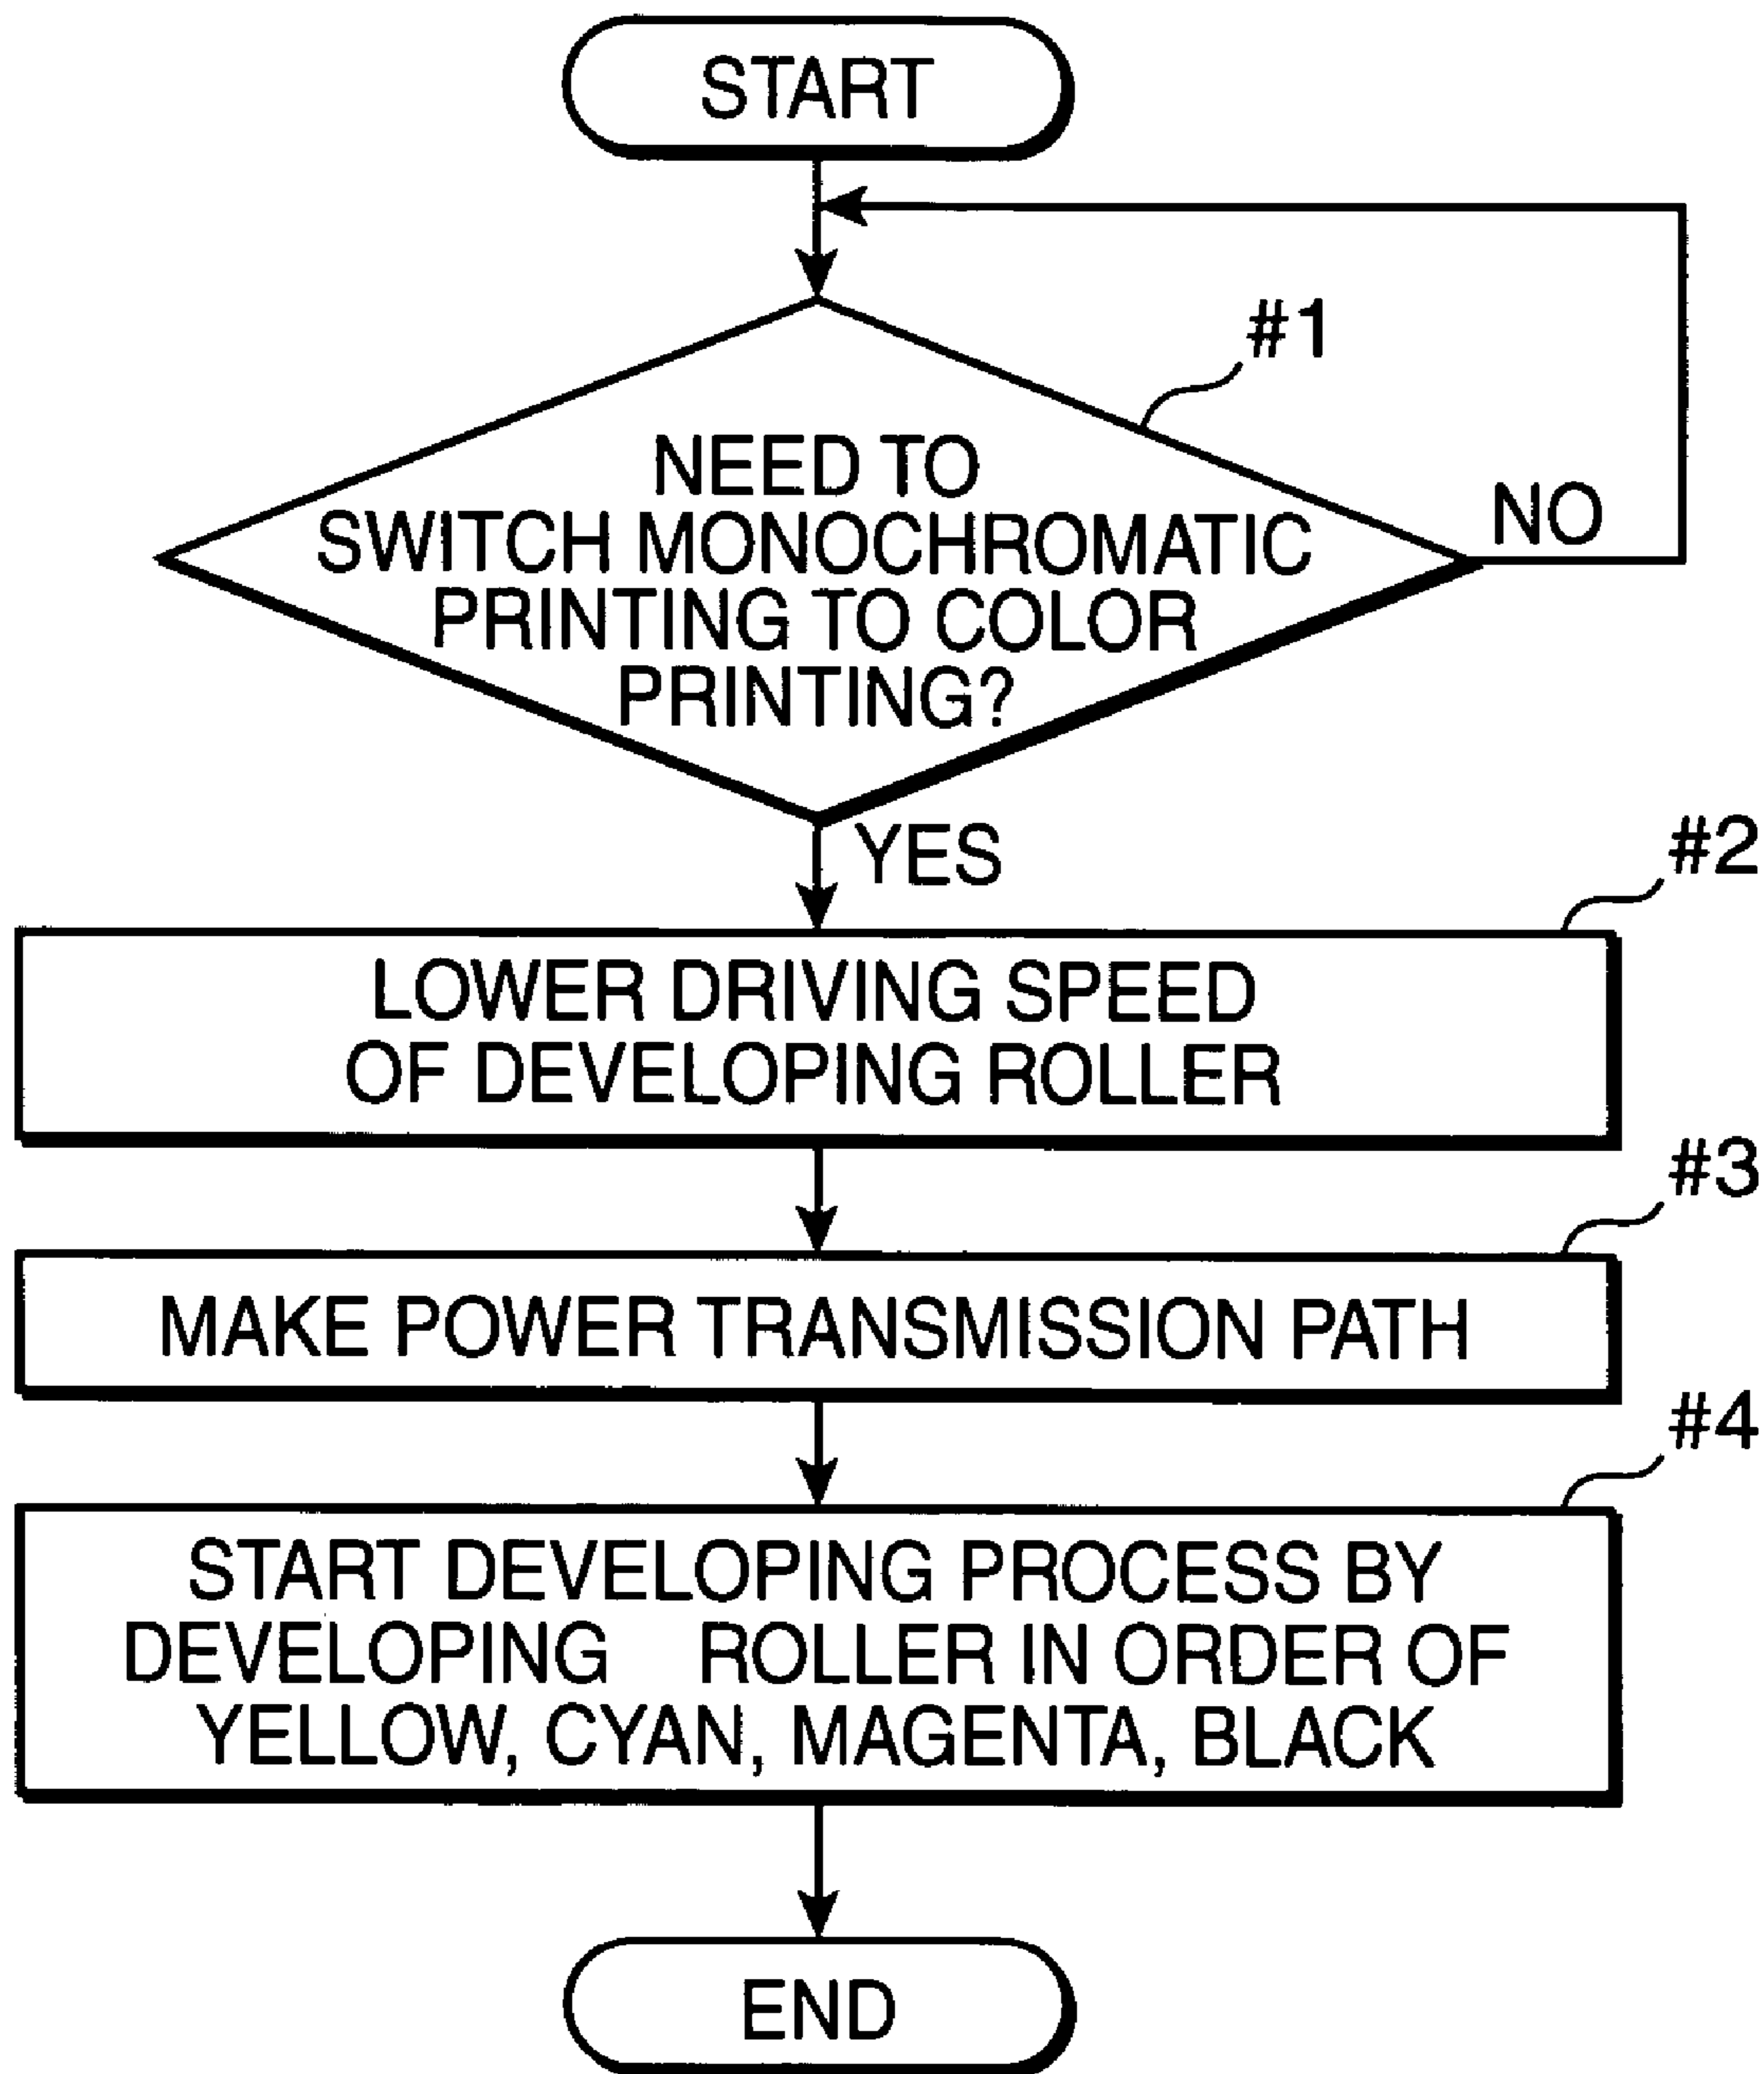 START
#1
NEED TO
SWITCH MONOCHROMATIC
PRINTING TO COLOR
PRINTING?
NO
YES
#2
LOWER DRIVING SPEED
OF DEVELOPING ROLLER
#3
MAKE POWER TRANSMISSION PATH
#4
START DEVELOPING PROCESS BY
DEVELOPING ROLLER IN ORDER OF
YELLOW, CYAN, MAGENTA, BLACK
END